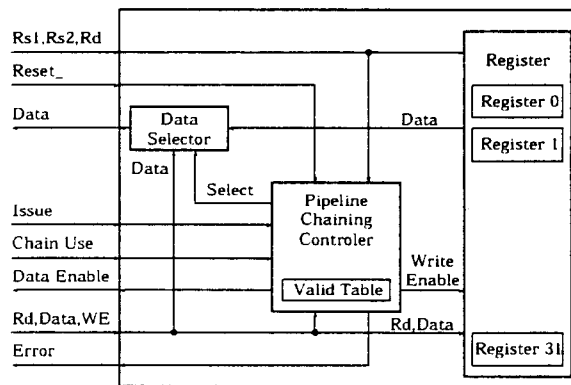 Rs1,Rs2,Rd
Reset_
Data
Data
Selector
Data
Data
Select
Register
Register 0
Register 1
Issue
Chain Use
Data Enable
Rd,Data,WE
Error
Pipeline
Chaining
Controler
Valid Table
Write
Enable
Rd,Data
Register 31